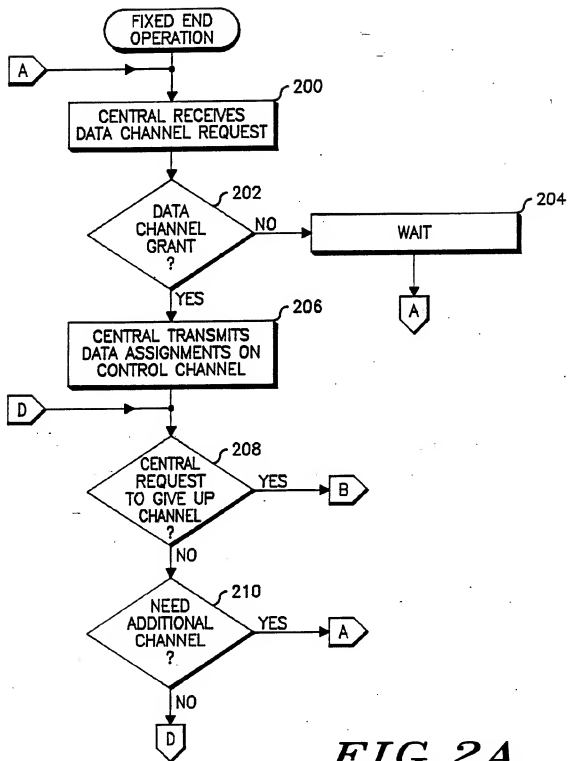 FIXED END
OPERATION
A
200
CENTRAL RECEIVES
DATA CHANNEL REQUEST
202
DATA
CHANNEL
GRANT
?
NO
204
WAIT
A
YES
206
CENTRAL TRANSMITS
DATA ASSIGNMENTS ON
CONTROL CHANNEL
D
208
CENTRAL
REQUEST
TO GIVE UP
CHANNEL
?
YES
B
NO
210
NEED
ADDITIONAL
CHANNEL
?
YES
A
NO
D
FIG. 2A